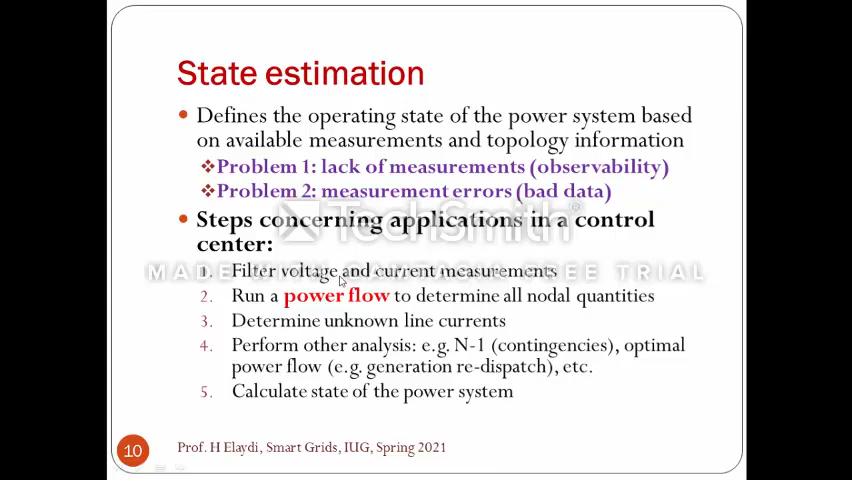 State estimation
Defines the operating state of the power system based
on available measurements and topology information
Problem 1: lack of measurements (observability)
Problem 2: measurement errors (bad data)
Steps concerning applications in a control
center:
TechSmith®
MADE WITH CAMTASIA FREE TRIAL
1. Filter voltage and current measurements
2. Run a power flow to determine all nodal quantities
3. Determine unknown line currents
4. Perform other analysis: e.g. N-1 (contingencies), optimal
power flow (e.g. generation re-dispatch), etc.
5. Calculate state of the power system
10 Prof. H Elaydi, Smart Grids, IUG, Spring 2021